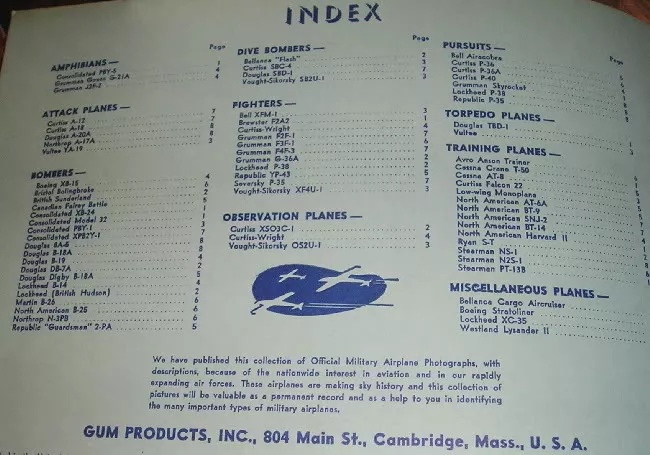 INDEX
Page
AMPHIBIANS—
Consolidated PBY-5 1
Grumman Goose G-21A 4
Grumman J2F-2 4
ATTACK PLANES—
Curtiss A-12 7
Curtiss A-18 7
Douglas A-20A 8
Northrop A-17A 8
Vultee YA-19 3
BOMBERS—
Boeing XB-15 4
Bristol Bolingbroke 6
British Sunderland 2
Canadian Fairey Battle 5
Consolidated XB-24 1
Consolidated Model 32 1
Consolidated PBY-1 3
Consolidated XPB2Y-1 1
Douglas 8A-6 7
Douglas B-18A 8
Douglas B-19 8
Douglas DB-7A 4
Douglas Digby B-18A 2
Lockheed B-14 5
Lockheed (British Hudson) 4
Martin B-26 2
North American B-25 6
Northrop N-3PB 6
Republic "Guardsman" 2-PA 5
Page
DIVE BOMBERS—
Bellanca "Flash" 2
Curtiss SBC-4 3
Douglas SBD-1 7
Vought-Sikorsky SB2U-1 3
FIGHTERS—
Bell XFM-1 3
Brewster F2A2 1
Curtiss-Wright 4
Grumman F2F-1 7
Grumman F3F-1 6
Grumman F4F-3 7
Grumman G-36A 2
Lockheed P-38 2
Republic YP-43 5
Seversky P-35 7
Vought-Sikorsky XF4U-1 3
OBSERVATION PLANES—
Curtiss XSO3C-1 2
Curtiss-Wright 4
Vought-Sikorsky OS2U-1 3
Page
PURSUITS—
Bell Airacobra
Curtiss P-36
Curtiss P-36A
Curtiss P-40
Grumman Skyrocket
Lockheed P-38
Republic P-35
TORPEDO PLANES—
Douglas TBD-1
Vultee
TRAINING PLANES—
Avro Anson Trainer
Cessna Crane T-50
Cessna AT-8
Curtiss Falcon 22
Low-wing Monoplane
North American AT-6A
North American BT-9
North American SNJ-2
North American BT-14
North American Harvard II
Ryan S-T
Stearman NS-1
Stearman N2S-1
Stearman PT-13B
MISCELLANEOUS PLANES—
Bellanca Cargo Aircruiser
Boeing Stratoliner
Lockheed XC-35
Westland Lysander II
We have published this collection of Official Military Airplane Photographs, with
descriptions, because of the nationwide interest in aviation and in our rapidly
expanding air forces. These airplanes are making sky history and this collection of
pictures will be valuable as a permanent record and as a help to you in identifying
the many important types of military airplanes.
GUM PRODUCTS, INC., 804 Main St., Cambridge, Mass., U. S. A.